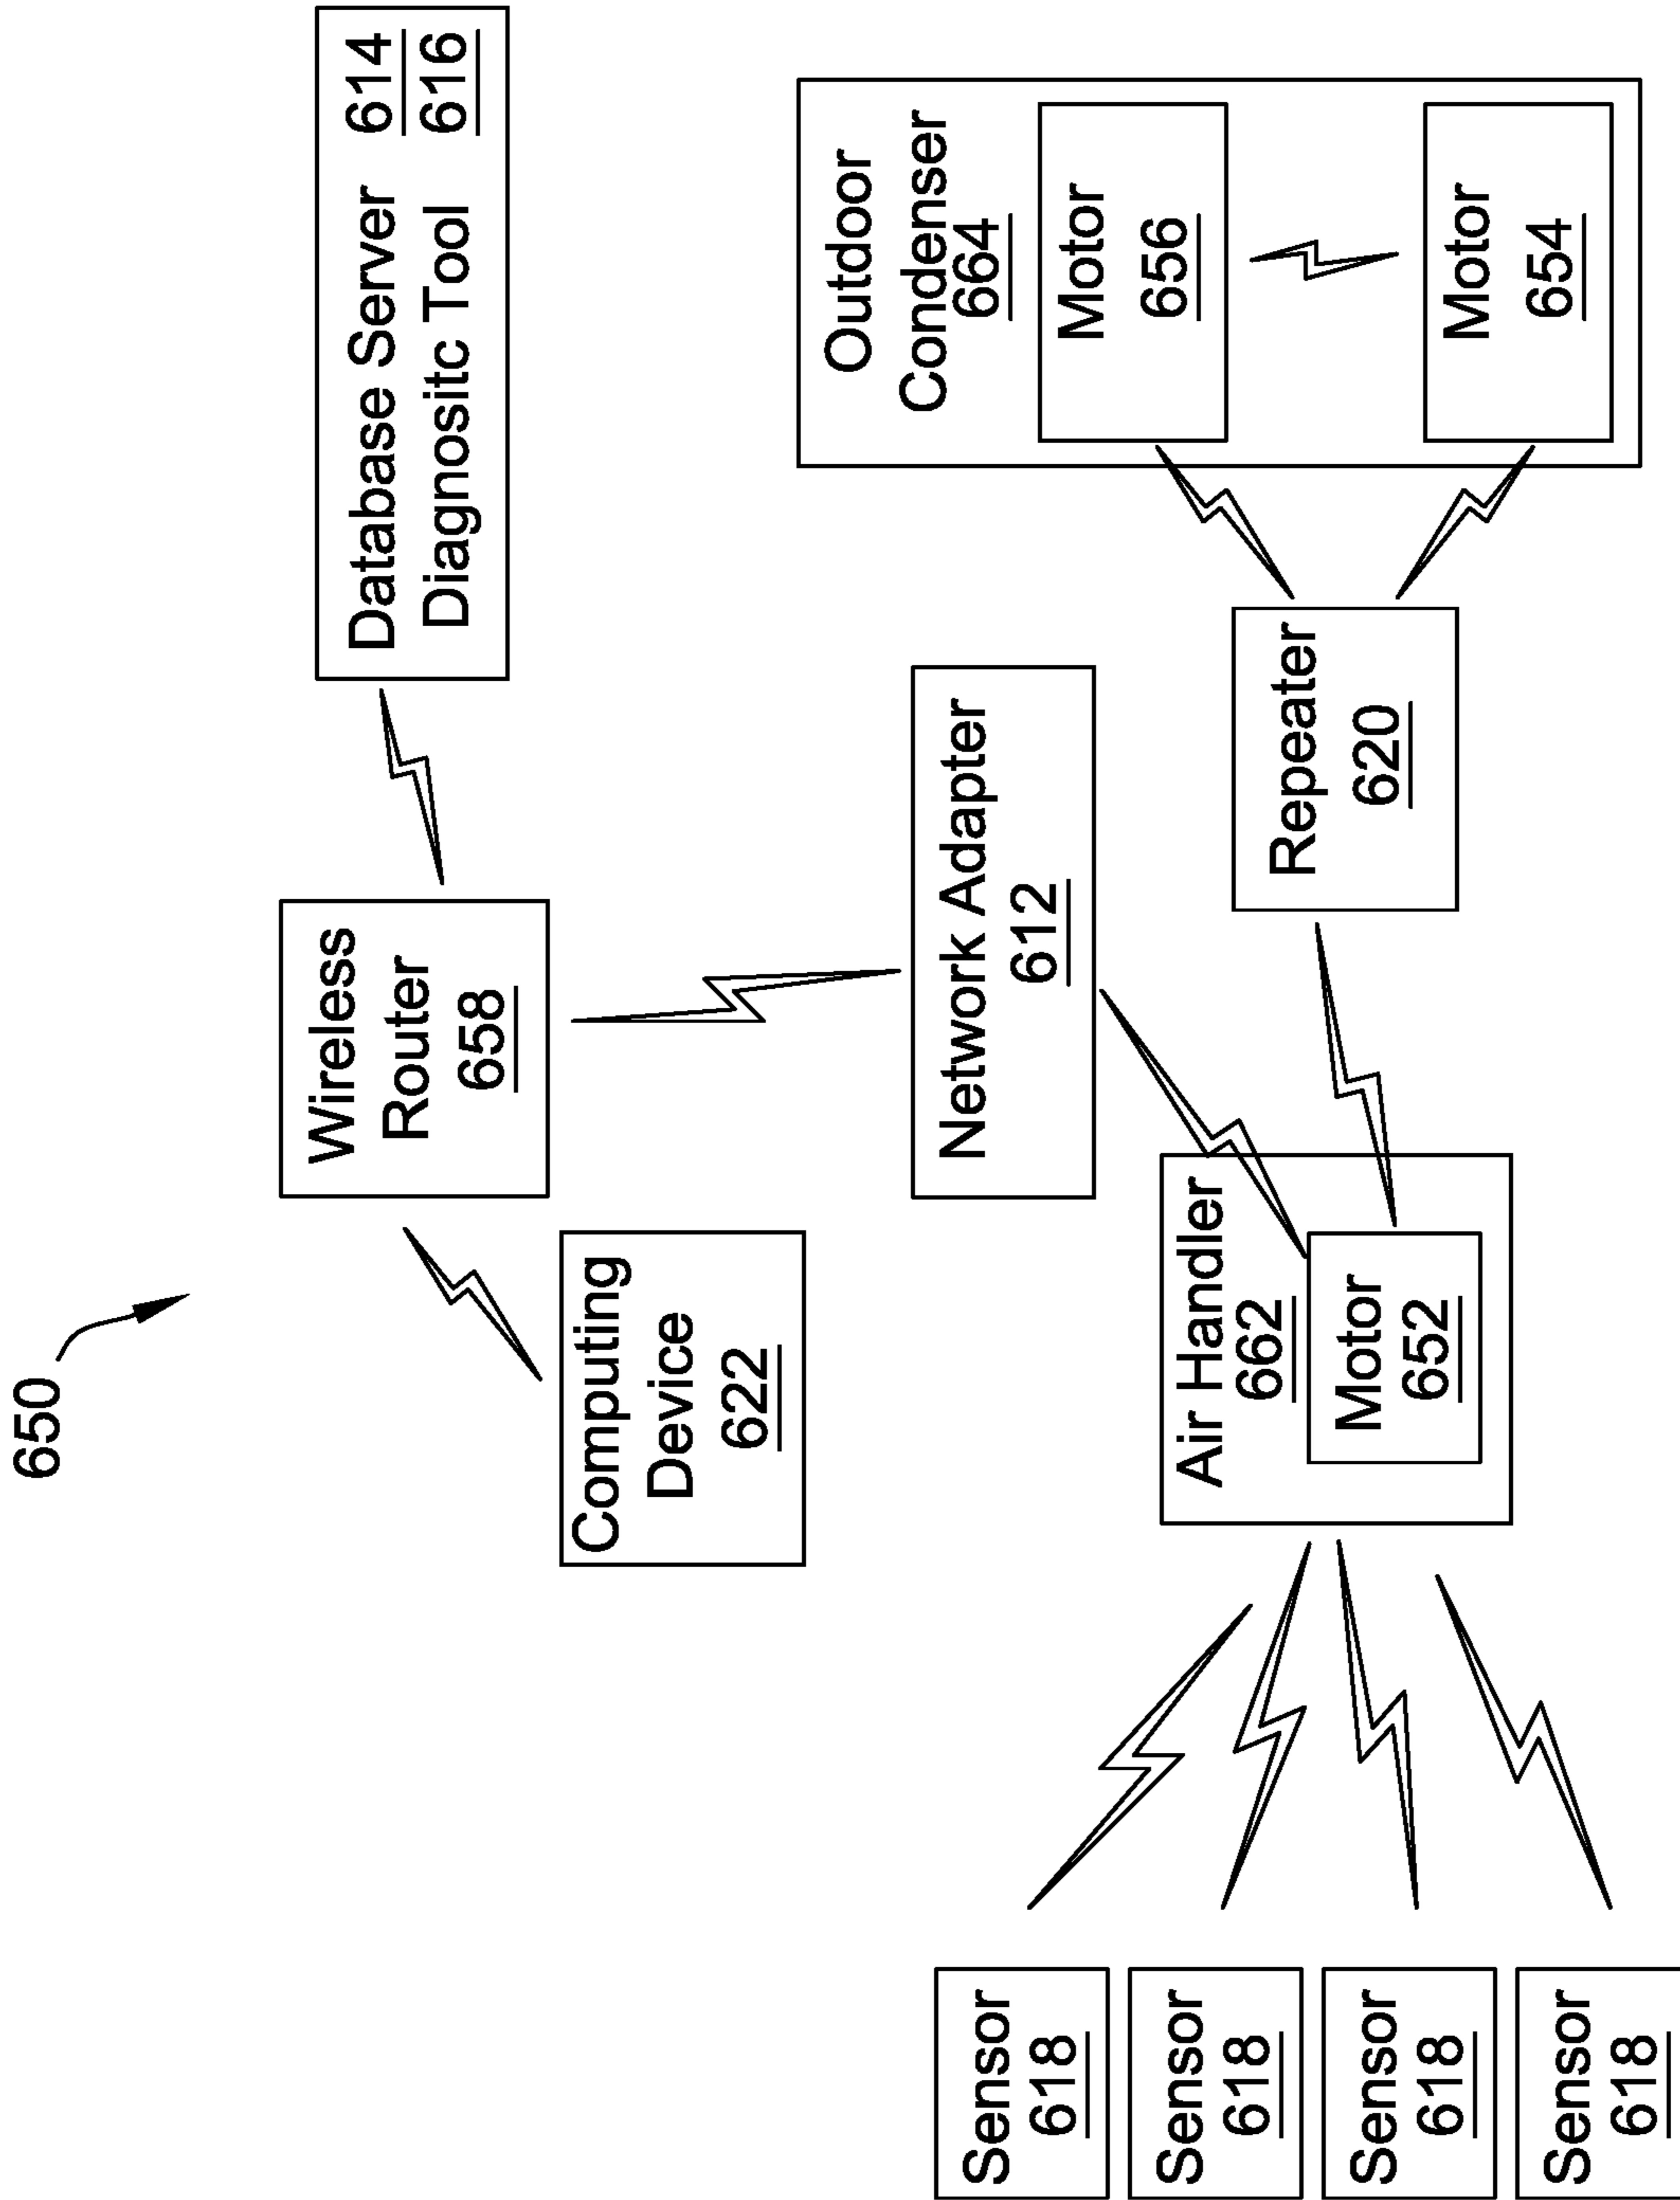 650
Wireless
Router
658
Database Server 614
Diagnositc Tool 616
Computing
Device
622
Network Adapter
612
Outdoor
Condenser
664
Motor
656
Motor
654
Repeater
620
Air Handler
662
Motor
652
Sensor
618
Sensor
618
Sensor
618
Sensor
618